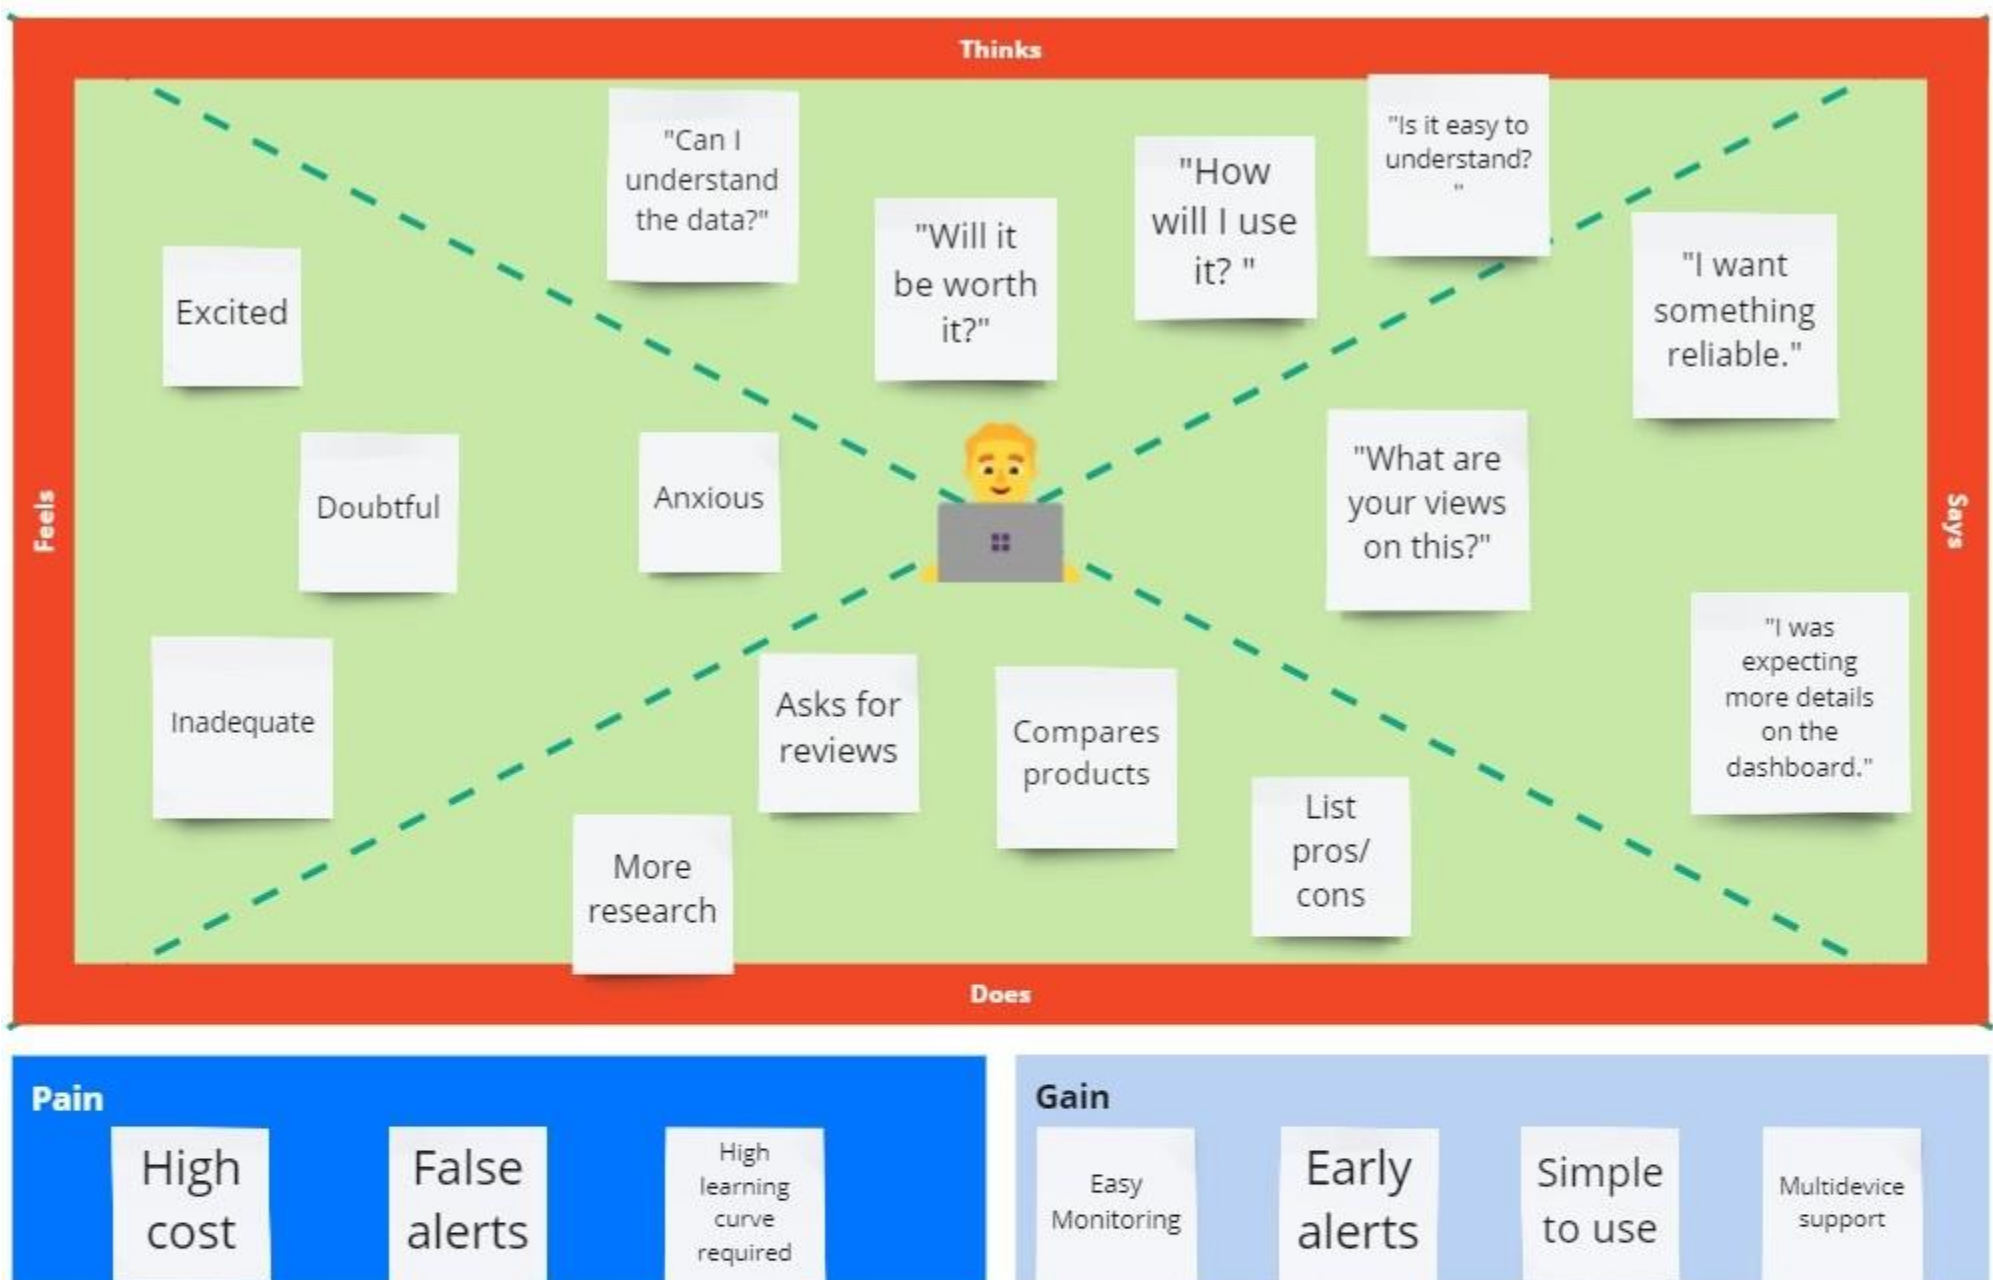 Thinks
"Can I
understand
the data?"
"Will it
be worth
it?"
"How
will I use
it? "
"Is it easy to
understand?
"
Feels
Excited
Doubtful
Anxious
Inadequate
Says
"I want
something
reliable."
"What are
your views
on this?"
"I was
expecting
more details
on the
dashboard."
Asks for
reviews
Compares
products
List
pros/
cons
More
research
Does
Pain
High
cost
False
alerts
High
learning
curve
required
Gain
Easy
Monitoring
Early
alerts
Simple
to use
Multidevice
support